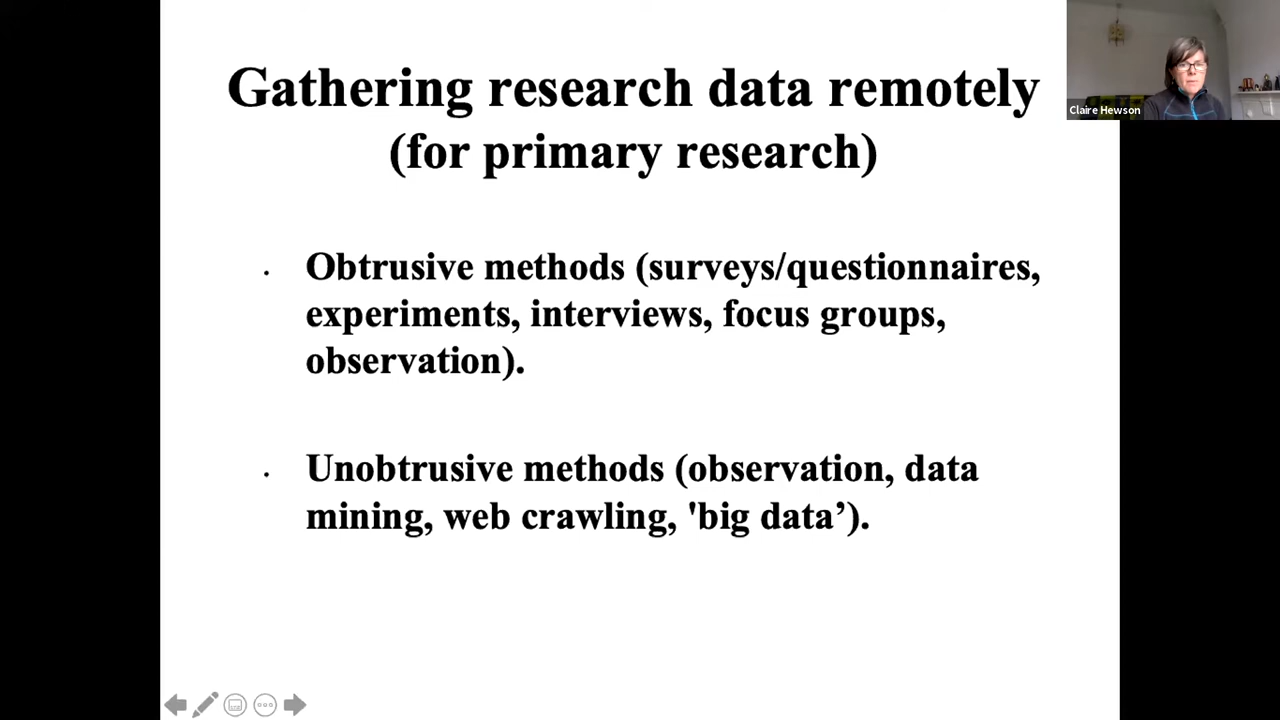 Gathering research data remotely
(for primary research)
Claire Hewson
• Obtrusive methods (surveys/questionnaires,
experiments, interviews, focus groups,
observation).
• Unobtrusive methods (observation, data
mining, web crawling, 'big data’).